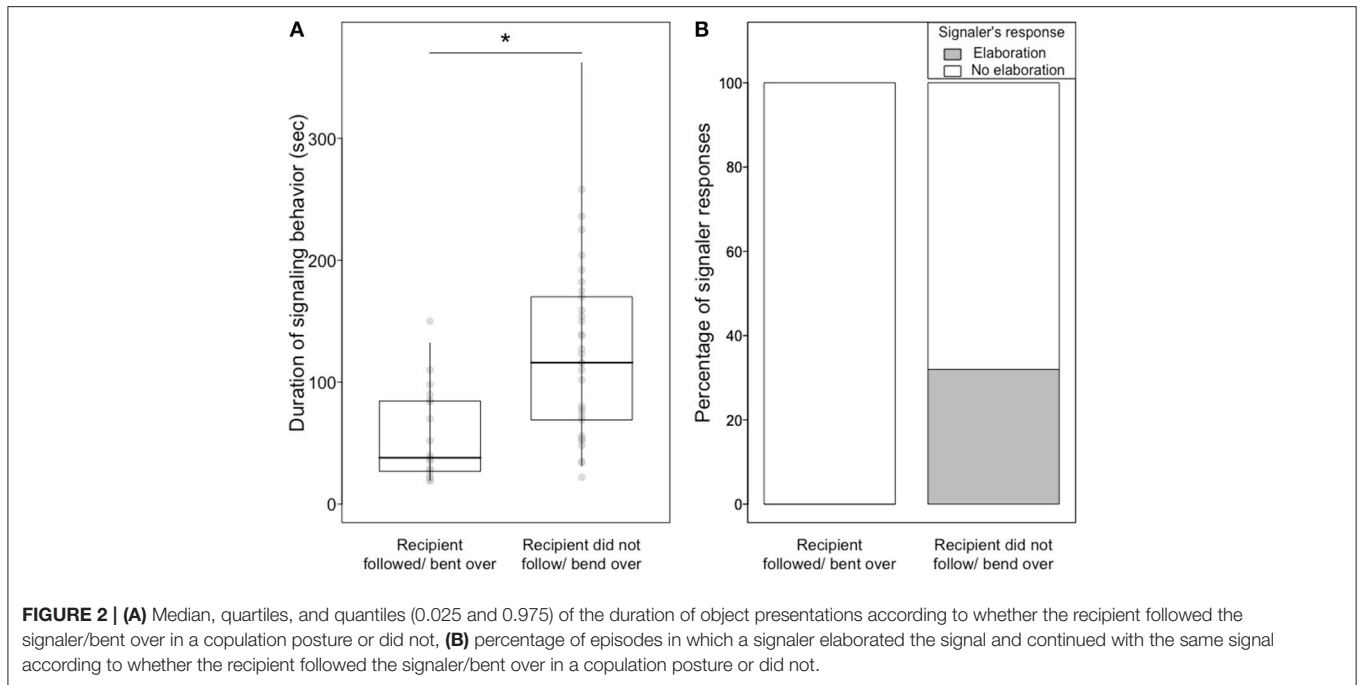 A
*
Duration of signaling behavior (sec)
300
200
100
0
Recipient
followed/ bent over
Recipient did not
follow/ bend over
B
Signaler's response
Elaboration
No elaboration
Percentage of signaler responses
100
80
60
40
20
0
Recipient
followed/ bent over
Recipient did not
follow/ bend over
FIGURE 2 | (A) Median, quartiles, and quantiles (0.025 and 0.975) of the duration of object presentations according to whether the recipient followed the
signaler/bent over in a copulation posture or did not, (B) percentage of episodes in which a signaler elaborated the signal and continued with the same signal
according to whether the recipient followed the signaler/bent over in a copulation posture or did not.